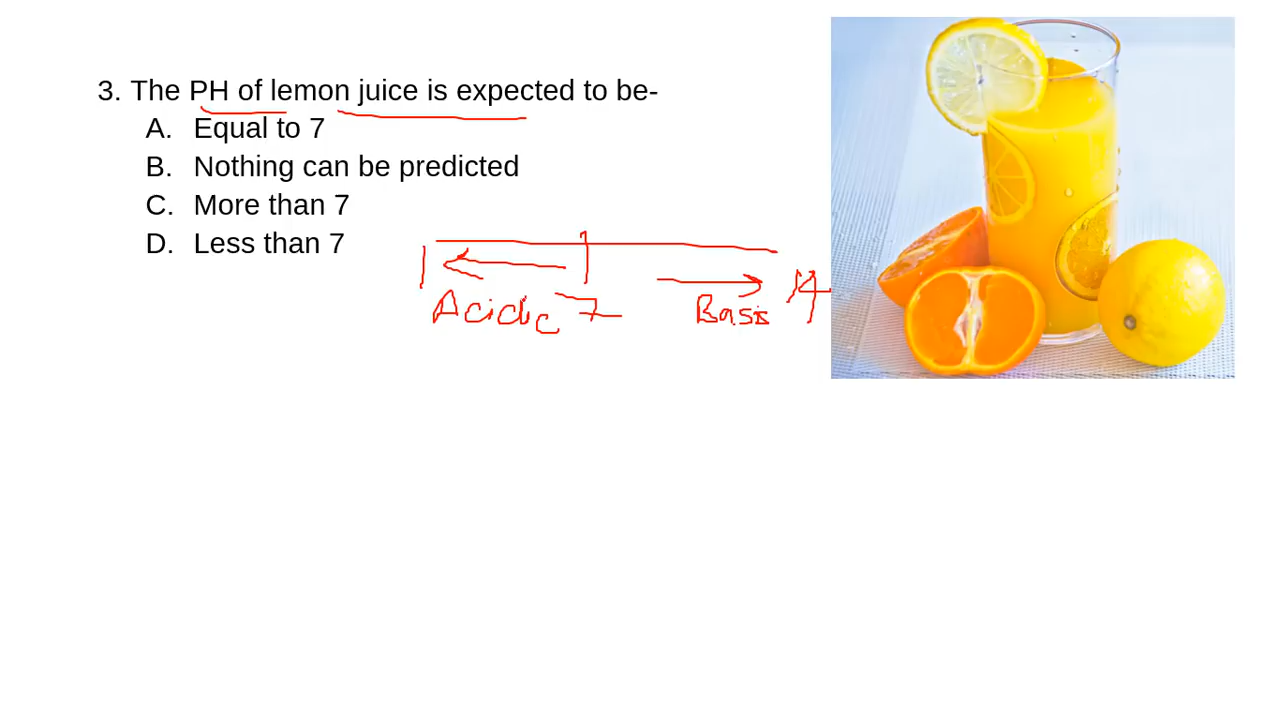 3. The PH of lemon juice is expected to be-
A. Equal to 7
B. Nothing can be predicted
C. More than 7
D. Less than 7
Acidic 7 Basic 14